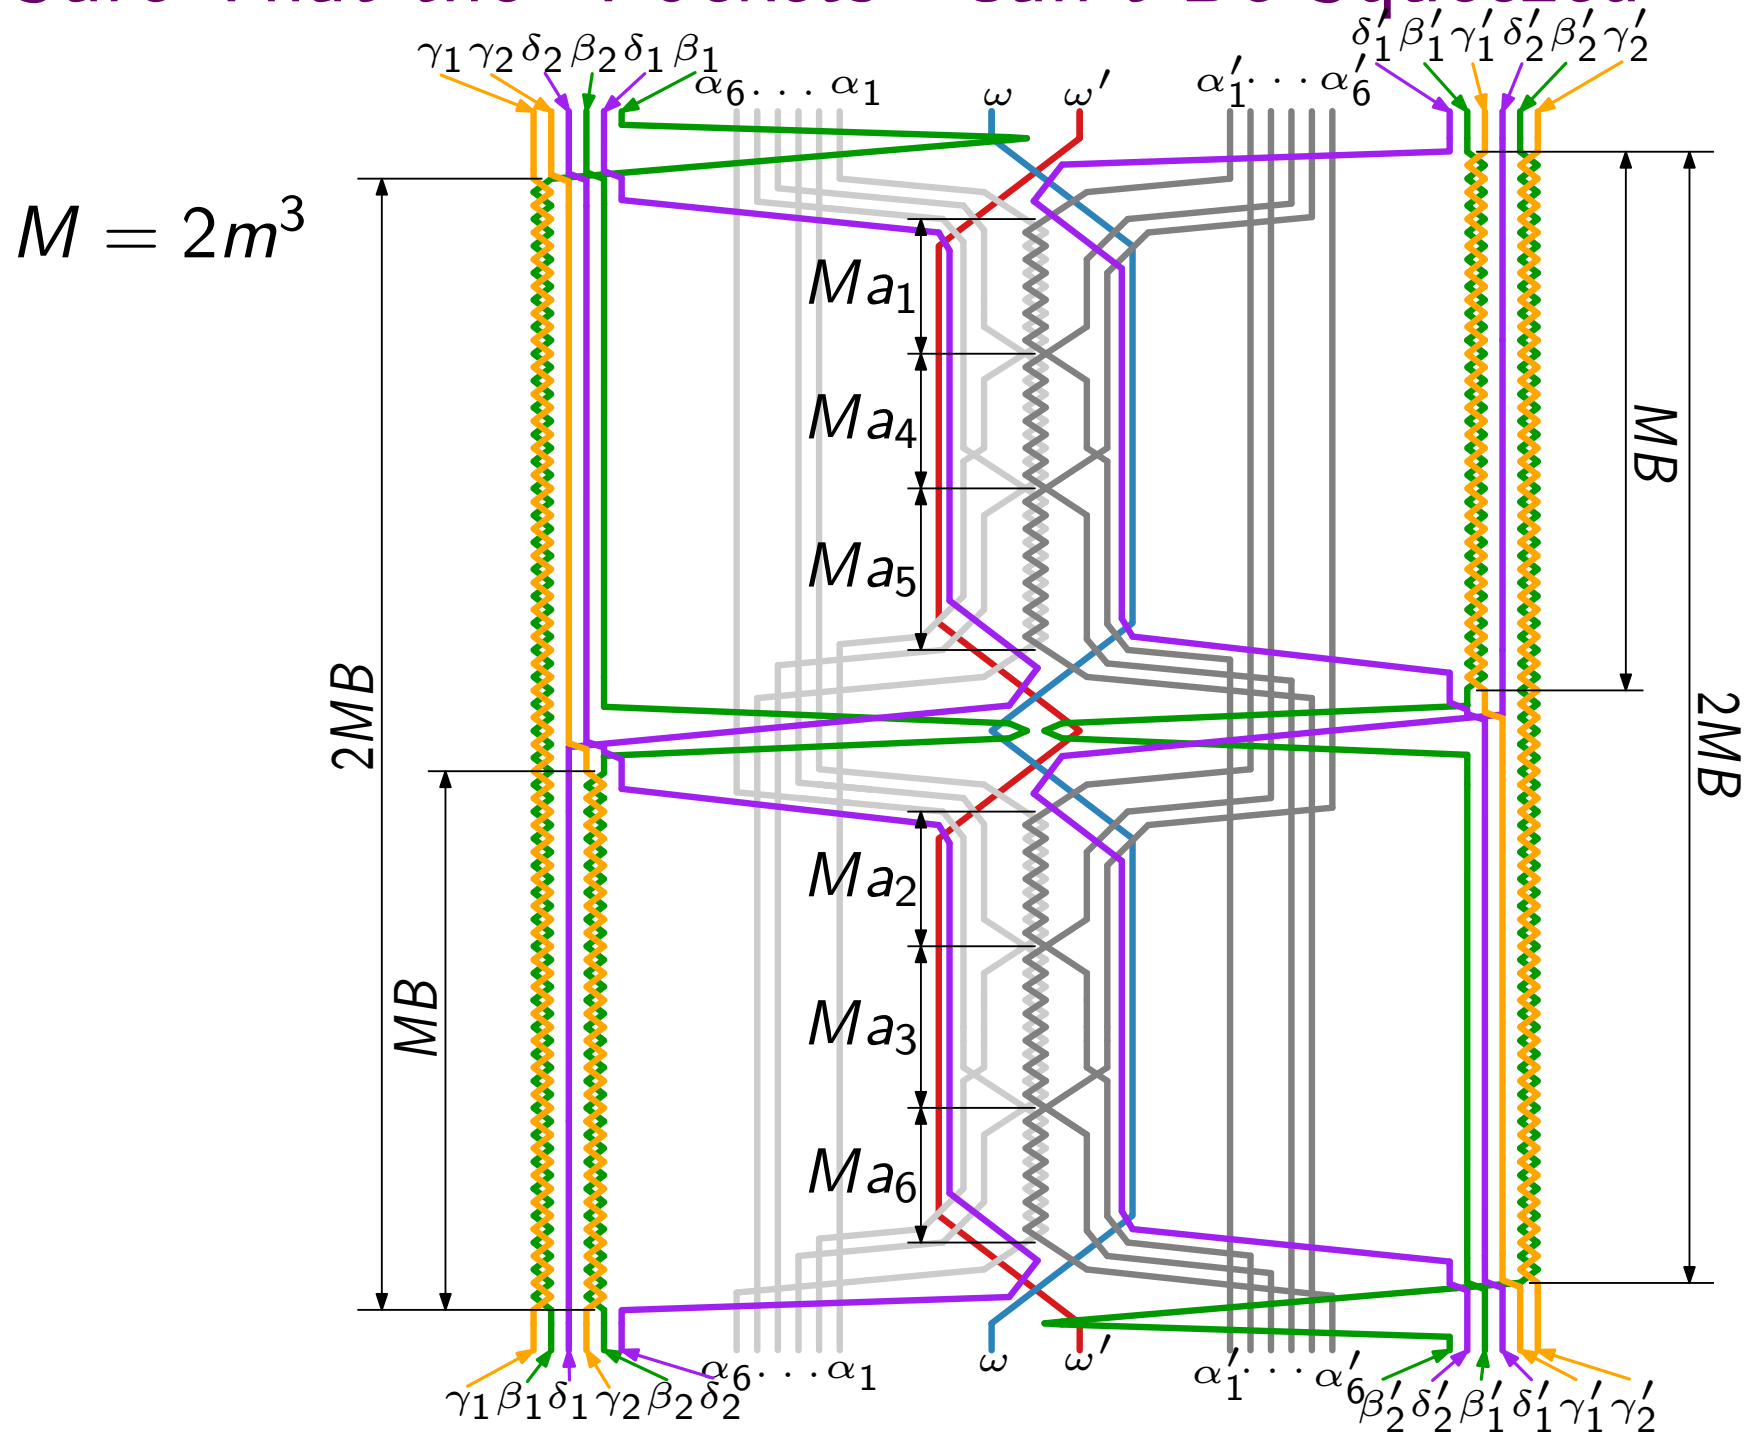 γ₁ γ₂ δ₂ β₂ δ₁ β₁
α₆ . . . α₁
ω ω′
α′₁ · · · α′₆
δ′₁ β′₁ γ′₁ δ′₂ β′₂ γ′₂
M = 2m³
Ma₁
Ma₄
Ma₅
MB
2MB
2MB
Ma₂
Ma₃
MB
Ma₆
γ₁ β₁ δ₁ γ₂ β₂ δ₂
α₆ · · · α₁
ω ω′
α′₁ · · · α′₆
β′₂ δ′₂ β′₁ δ′₁ γ′₁ γ′₂